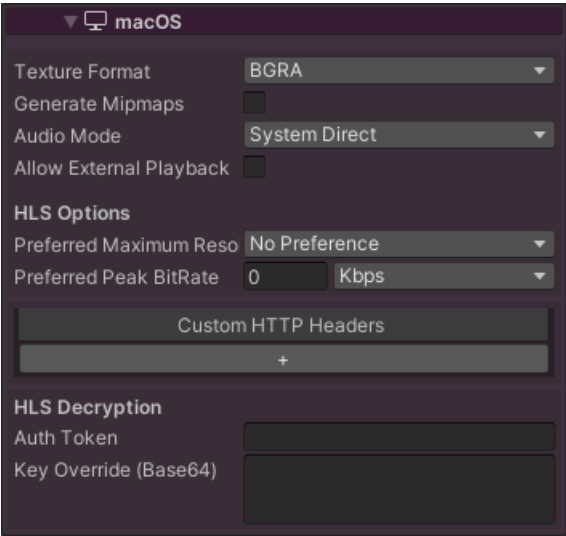 macOS
Texture Format BGRA
Generate Mipmaps
Audio Mode System Direct
Allow External Playback
HLS Options
Preferred Maximum Reso No Preference
Preferred Peak BitRate 0 Kbps
Custom HTTP Headers
+
HLS Decryption
Auth Token
Key Override (Base64)